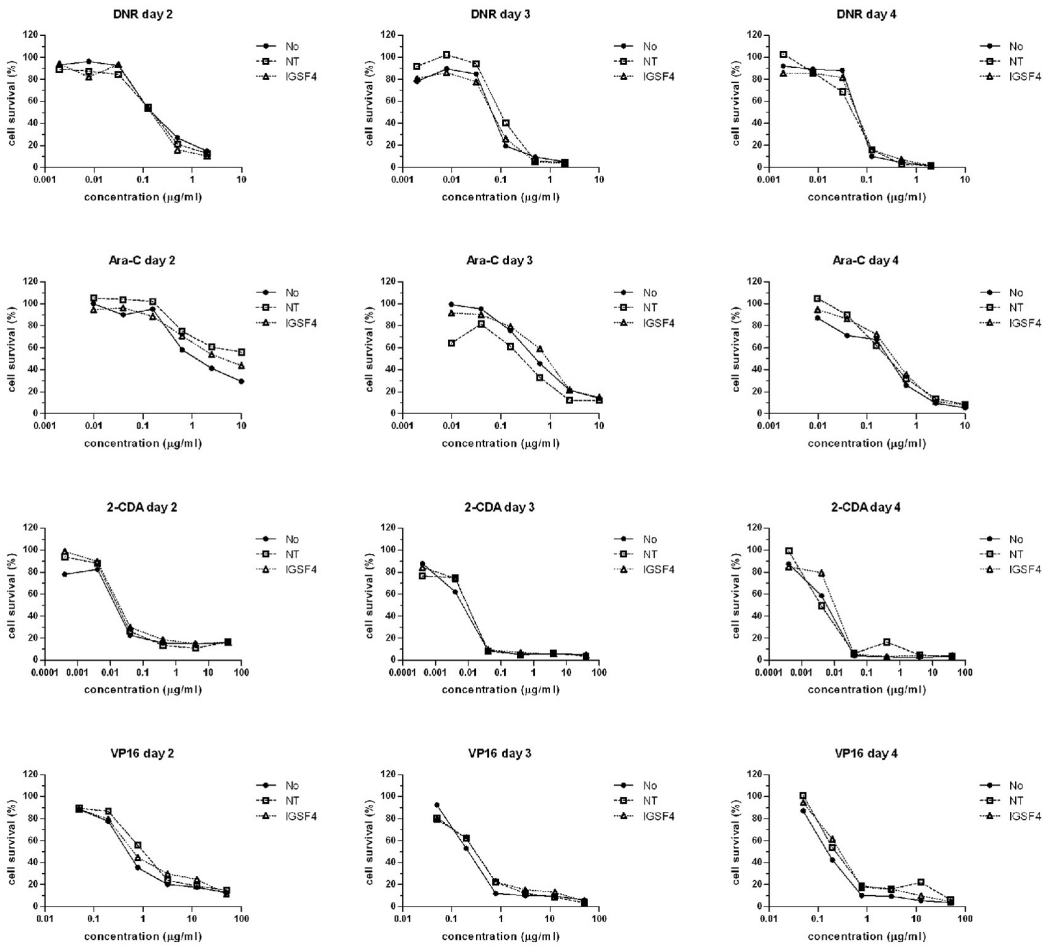 DNR day 2
DNR day 3
DNR day 4
cell survival (%)
120
100
80
60
40
20
0
0.001 0.01 0.1 1 10
concentration (μg/ml)
No
NT
IGSF4
cell survival (%)
120
100
80
60
40
20
0
0.001 0.01 0.1 1 10
concentration (μg/ml)
No
NT
IGSF4
cell survival (%)
120
100
80
60
40
20
0
0.001 0.01 0.1 1 10
concentration (μg/ml)
No
NT
IGSF4
Ara-C day 2
Ara-C day 3
Ara-C day 4
cell survival (%)
120
100
80
60
40
20
0
0.001 0.01 0.1 1 10
concentration (μg/ml)
No
NT
IGSF4
cell survival (%)
120
100
80
60
40
20
0
0.001 0.01 0.1 1 10
concentration (μg/ml)
No
NT
IGSF4
cell survival (%)
120
100
80
60
40
20
0
0.001 0.01 0.1 1 10
concentration (μg/ml)
No
NT
IGSF4
2-CDA day 2
2-CDA day 3
2-CDA day 4
cell survival (%)
120
100
80
60
40
20
0
0.0001 0.001 0.01 0.1 1 10 100
concentration (μg/ml)
No
NT
IGSF4
cell survival (%)
120
100
80
60
40
20
0
0.0001 0.001 0.01 0.1 1 10 100
concentration (μg/ml)
No
NT
IGSF4
cell survival (%)
120
100
80
60
40
20
0
0.0001 0.001 0.01 0.1 1 10 100
concentration (μg/ml)
No
NT
IGSF4
VP16 day 2
VP16 day 3
VP16 day 4
cell survival (%)
120
100
80
60
40
20
0
0.01 0.1 1 10 100
concentration (μg/ml)
No
NT
IGSF4
cell survival (%)
120
100
80
60
40
20
0
0.01 0.1 1 10 100
concentration (μg/ml)
No
NT
IGSF4
cell survival (%)
120
100
80
60
40
20
0
0.01 0.1 1 10 100
concentration (μg/ml)
No
NT
IGSF4